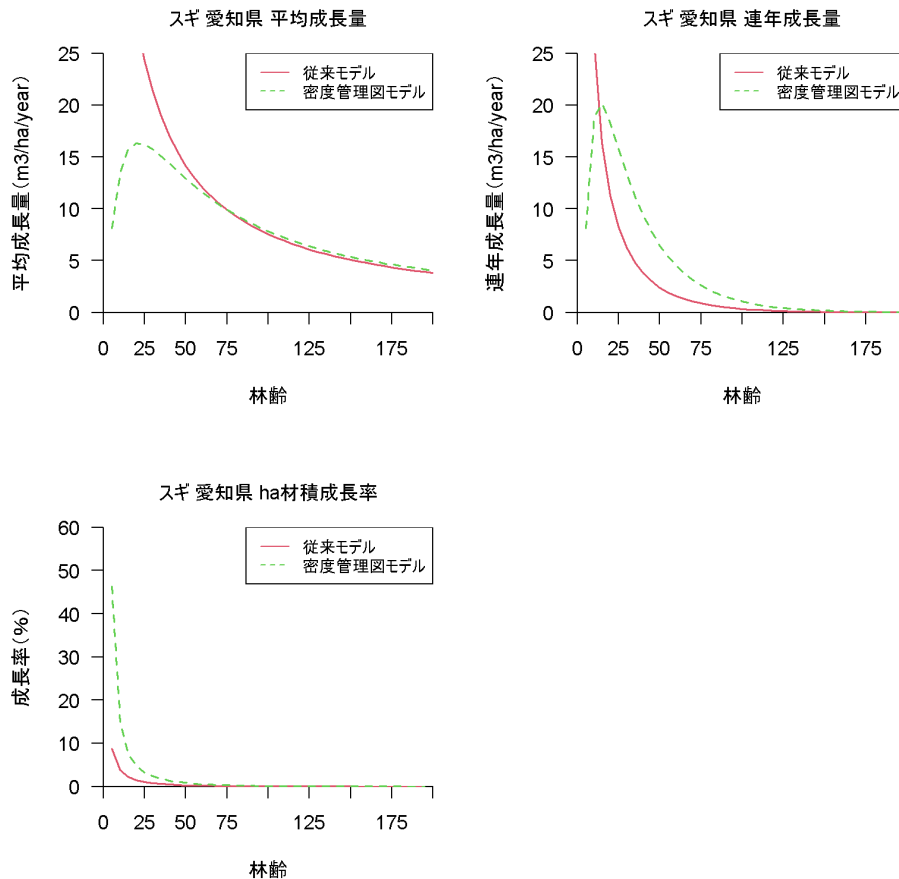 スギ 愛知県 平均成長量
平均成長量(m3/ha/year)
25
20
15
10
5
0
従来モデル
密度管理図モデル
0 25 50 75 125 175
林齢
スギ 愛知県 連年成長量
連年成長量(m3/ha/year)
25
20
15
10
5
0
従来モデル
密度管理図モデル
0 25 50 75 125 175
林齢
スギ 愛知県 ha材積成長率
成長率(%)
60
50
40
30
20
10
0
従来モデル
密度管理図モデル
0 25 50 75 125 175
林齢